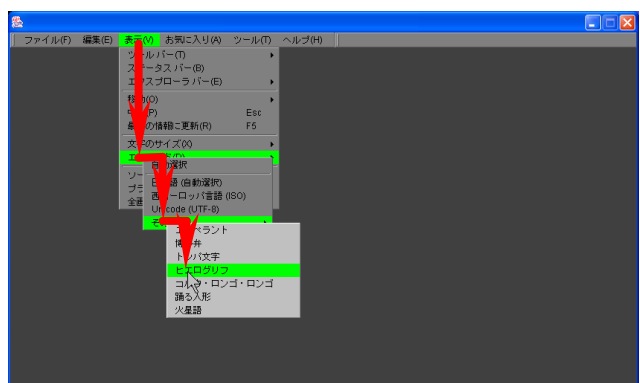 ファイル(F) 編集(E) 表示(V) お気に入り(A) ツール(T) ヘルプ(H)
ツールバー(T)
ステータス バー(B)
エクスプローラ バー(E)
移動(O)
(P) Esc
の情報に更新(R) F5
文字のサイズ(X)
自動選択
日本語 (自動選択)
西ヨーロッパ言語 (ISO)
Unicode (UTF-8)
エスペラント
博多弁
トンパ文字
ヒエログリフ
コハウ・ロンゴ・ロンゴ
踊る人形
火星語